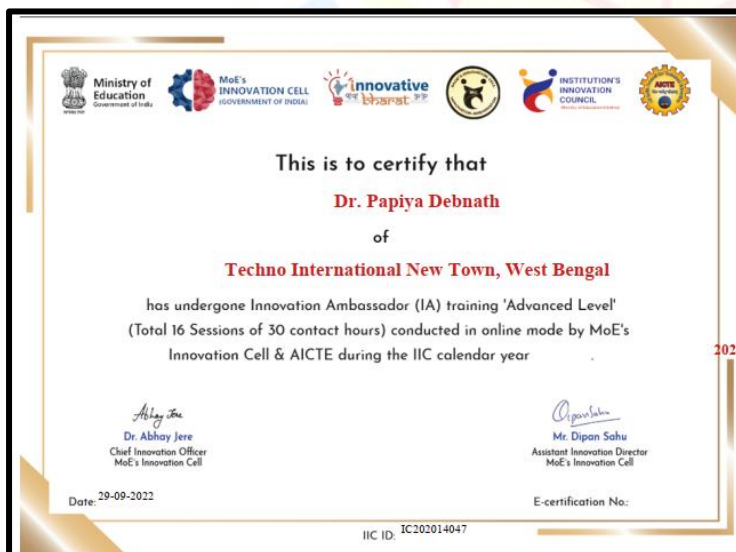 Ministry of
Education
Government of India
MoE's
INNOVATION CELL
(GOVERNMENT OF INDIA)
innovative
भारत
INSTITUTION'S
INNOVATION
COUNCIL
AICTE
This is to certify that
Dr. Papiya Debnath
of
Techno International New Town, West Bengal
has undergone Innovation Ambassador (IA) training 'Advanced Level'
(Total 16 Sessions of 30 contact hours) conducted in online mode by MoE's
Innovation Cell & AICTE during the IIC calendar year .
202
Abhay Jere
Dr. Abhay Jere
Chief Innovation Officer
MoE's Innovation Cell
Mr. Dipan Sahu
Assistant Innovation Director
MoE's Innovation Cell
Date: 29-09-2022
E-certification No.:
IIC ID: IC202014047